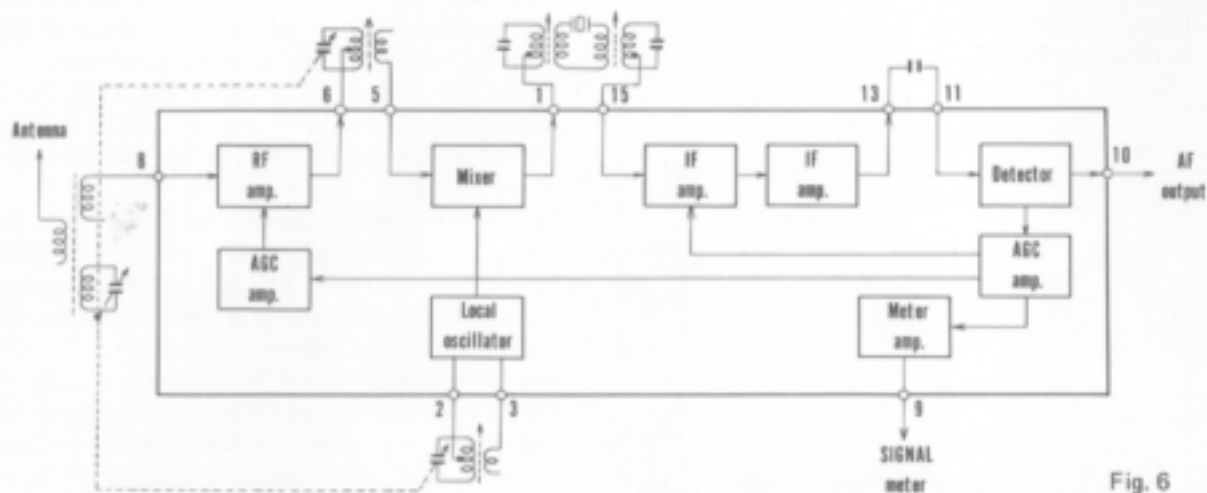 6
5
1
15
13
11
Antenna
8
RF
amp.
Mixer
IF
amp.
IF
amp.
Detector
10
AF
output
AGC
amp.
AGC
amp.
Local
oscillator
Meter
amp.
2
3
9
SIGNAL
meter
Fig. 6